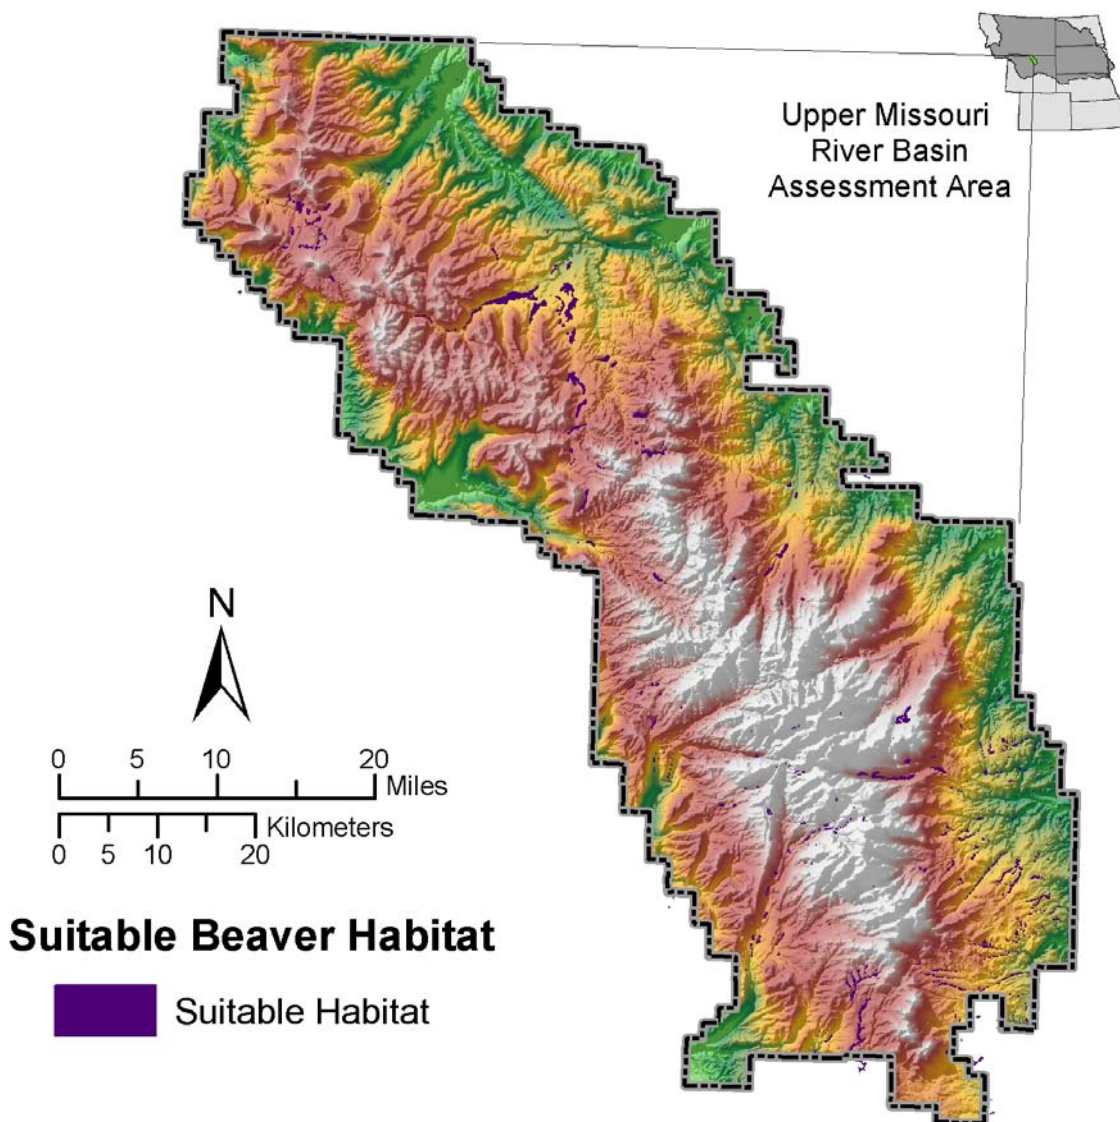 Upper Missouri
River Basin
Assessment Area
N
0 5 10 20
Miles
Kilometers
0 5 10 20
Suitable Beaver Habitat
Suitable Habitat